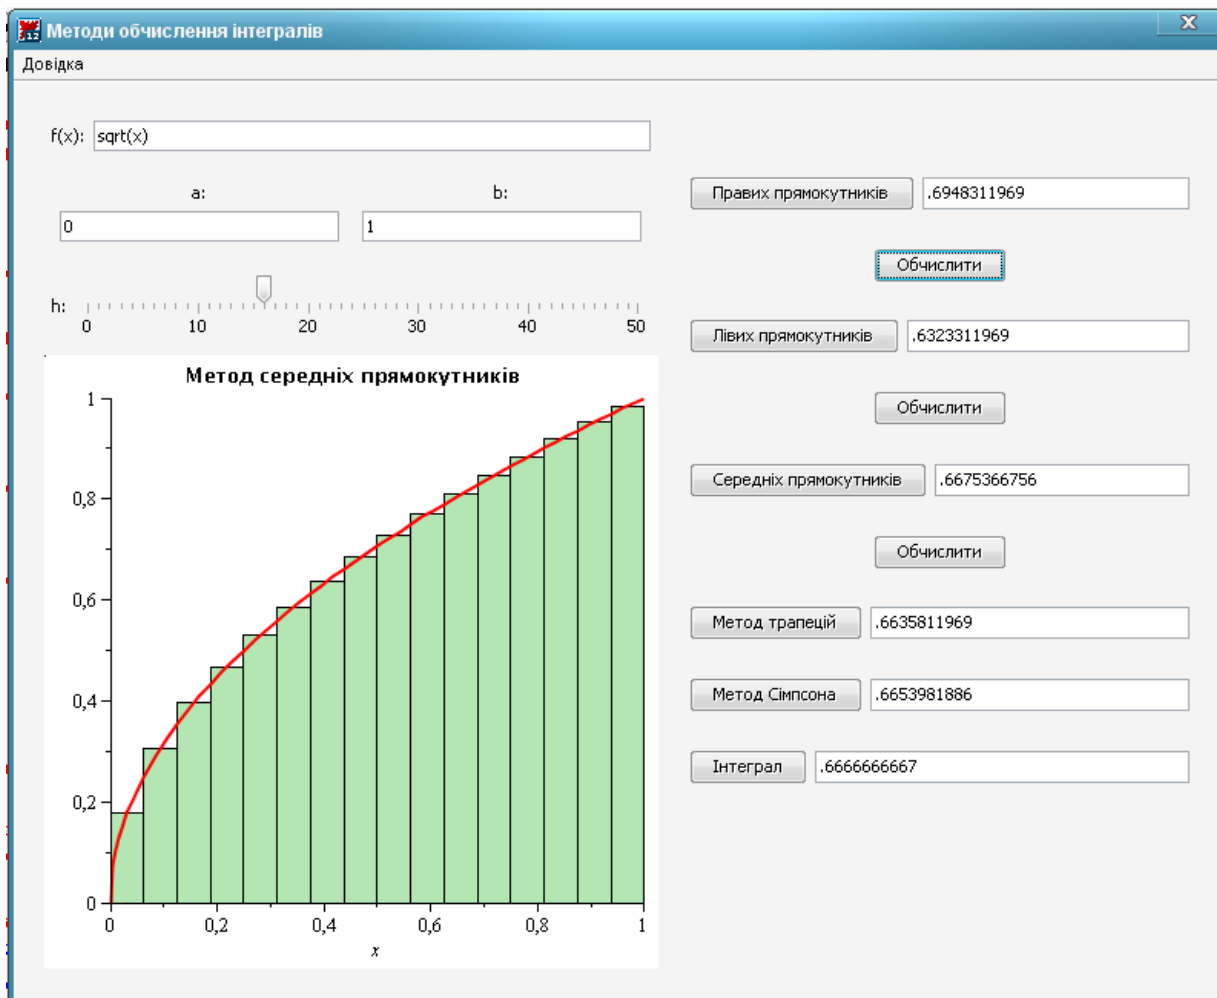 Методи обчислення інтегралів
Довідка
f(x): sqrt(x)
a: b:
0 1
h:
0 10 20 30 40 50
Метод середніх прямокутників
1
0,8
0,6
0,4
0,2
0
0 0,2 0,4 0,6 0,8 1
x
Правих прямокутників .6948311969
Обчислити
Лівих прямокутників .6323311969
Обчислити
Середніх прямокутників .6675366756
Обчислити
Метод трапецій .6635811969
Метод Сімпсона .6653981886
Інтеграл .6666666667